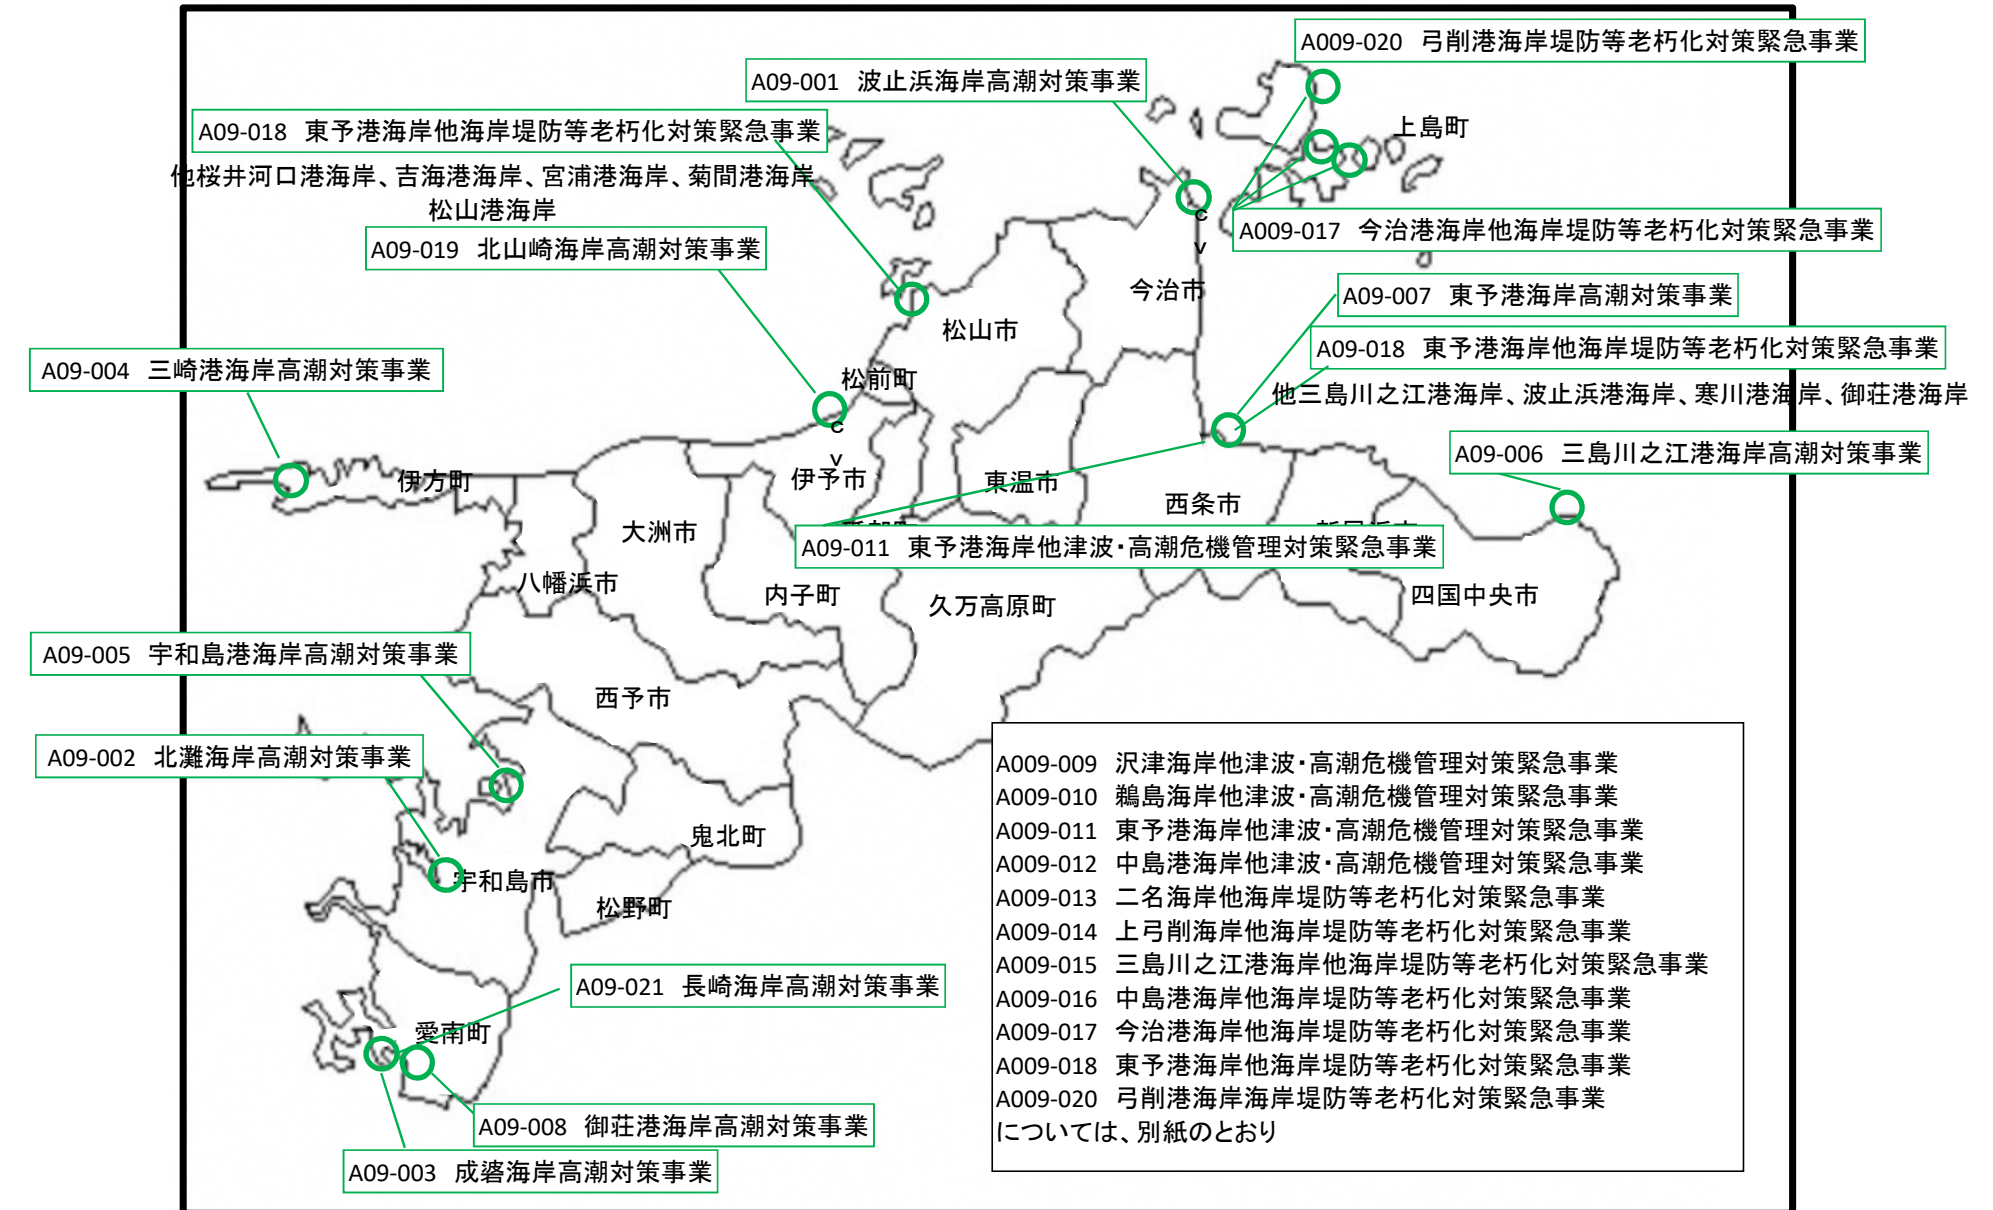 A009-020 弓削港海岸堤防等老朽化対策緊急事業
A09-001 波止浜海岸高潮対策事業
A09-018 東予港海岸他海岸堤防等老朽化対策緊急事業
他桜井河口港海岸、吉海港海岸、宮浦港海岸、菊間港海岸
松山港海岸
上島町
A09-019 北山崎海岸高潮対策事業
A009-017 今治港海岸他海岸堤防等老朽化対策緊急事業
c
v
今治市
A09-007 東予港海岸高潮対策事業
松山市
A09-018 東予港海岸他海岸堤防等老朽化対策緊急事業
他三島川之江港海岸、波止浜港海岸、寒川港海岸、御荘港海岸
A09-004 三崎港海岸高潮対策事業
松前町
c
v
A09-006 三島川之江港海岸高潮対策事業
伊方町
伊予市
東温市
西条市
大洲市
A09-011 東予港海岸他津波・高潮危機管理対策緊急事業
八幡浜市
内子町
久万高原町
四国中央市
A09-005 宇和島港海岸高潮対策事業
西予市
A09-002 北灘海岸高潮対策事業
鬼北町
宇和島市
松野町
A09-021 長崎海岸高潮対策事業
愛南町
A09-008 御荘港海岸高潮対策事業
A09-003 成碆海岸高潮対策事業
A009-009 沢津海岸他津波・高潮危機管理対策緊急事業
A009-010 鵜島海岸他津波・高潮危機管理対策緊急事業
A009-011 東予港海岸他津波・高潮危機管理対策緊急事業
A009-012 中島港海岸他津波・高潮危機管理対策緊急事業
A009-013 二名海岸他海岸堤防等老朽化対策緊急事業
A009-014 上弓削海岸他海岸堤防等老朽化対策緊急事業
A009-015 三島川之江港海岸他海岸堤防等老朽化対策緊急事業
A009-016 中島港海岸他海岸堤防等老朽化対策緊急事業
A009-017 今治港海岸他海岸堤防等老朽化対策緊急事業
A009-018 東予港海岸他海岸堤防等老朽化対策緊急事業
A009-020 弓削港海岸海岸堤防等老朽化対策緊急事業
については、別紙のとおり